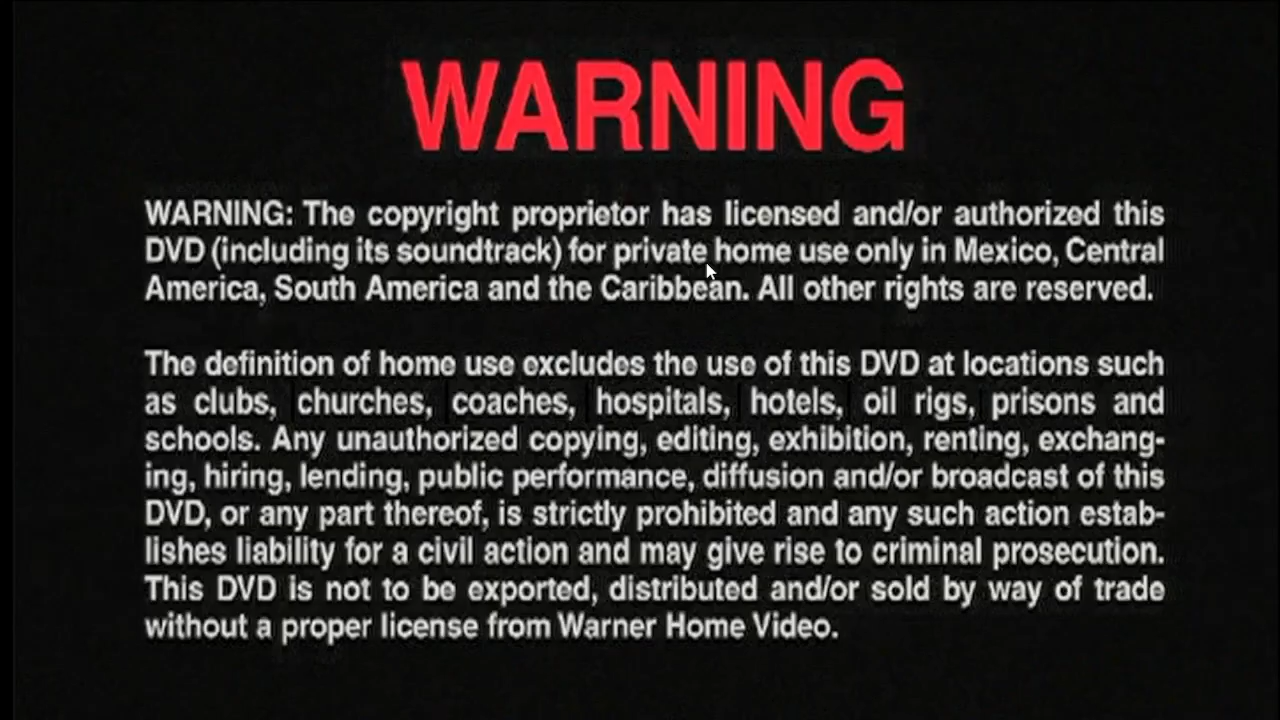 WARNING
WARNING: The copyright proprietor has licensed and/or authorized this
DVD (including its soundtrack) for private home use only in Mexico, Central
America, South America and the Caribbean. All other rights are reserved.
The definition of home use excludes the use of this DVD at locations such
as clubs, churches, coaches, hospitals, hotels, oil rigs, prisons and
schools. Any unauthorized copying, editing, exhibition, renting, exchang-
ing, hiring, lending, public performance, diffusion and/or broadcast of this
DVD, or any part thereof, is strictly prohibited and any such action estab-
lishes liability for a civil action and may give rise to criminal prosecution.
This DVD is not to be exported, distributed and/or sold by way of trade
without a proper license from Warner Home Video.